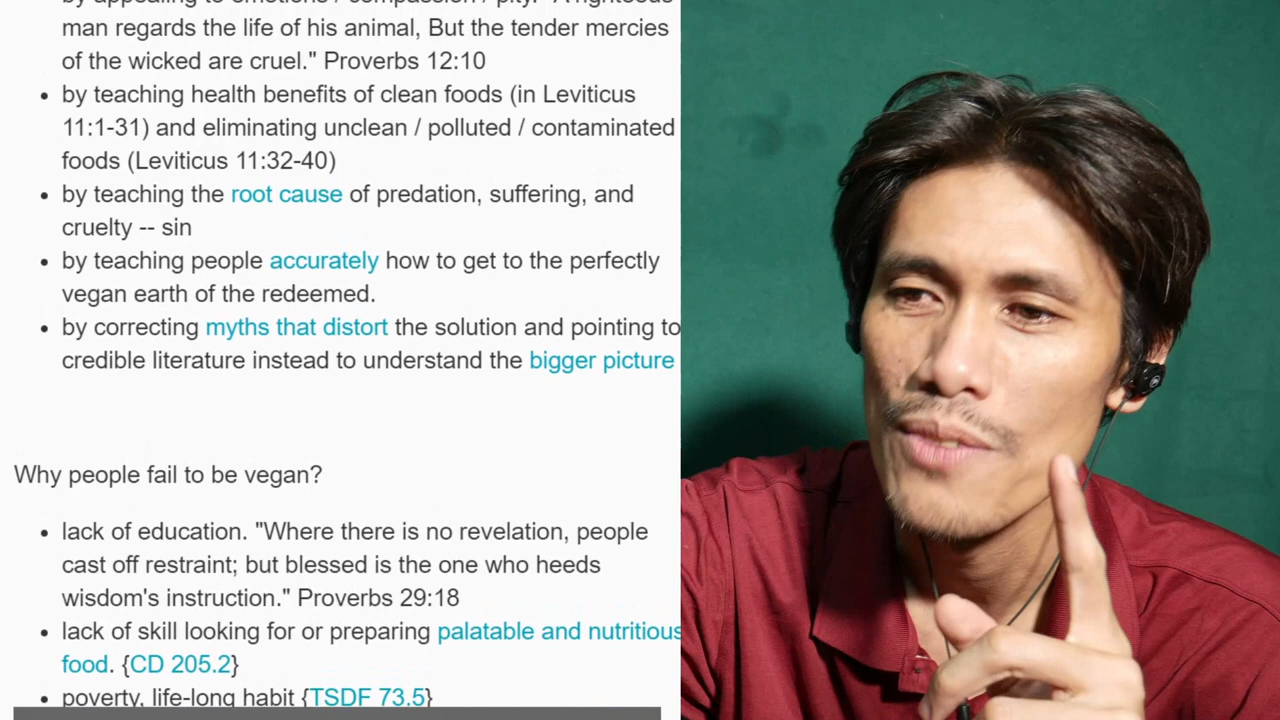 by appealing to emotions / compassion / pity. "A righteous
man regards the life of his animal, But the tender mercies
of the wicked are cruel." Proverbs 12:10
• by teaching health benefits of clean foods (in Leviticus
11:1-31) and eliminating unclean / polluted / contaminated
foods (Leviticus 11:32-40)
• by teaching the root cause of predation, suffering, and
cruelty -- sin
• by teaching people accurately how to get to the perfectly
vegan earth of the redeemed.
• by correcting myths that distort the solution and pointing to
credible literature instead to understand the bigger picture
Why people fail to be vegan?
• lack of education. "Where there is no revelation, people
cast off restraint; but blessed is the one who heeds
wisdom's instruction." Proverbs 29:18
• lack of skill looking for or preparing palatable and nutritious
food. {CD 205.2}
• poverty, life-long habit {TSDF 73.5}